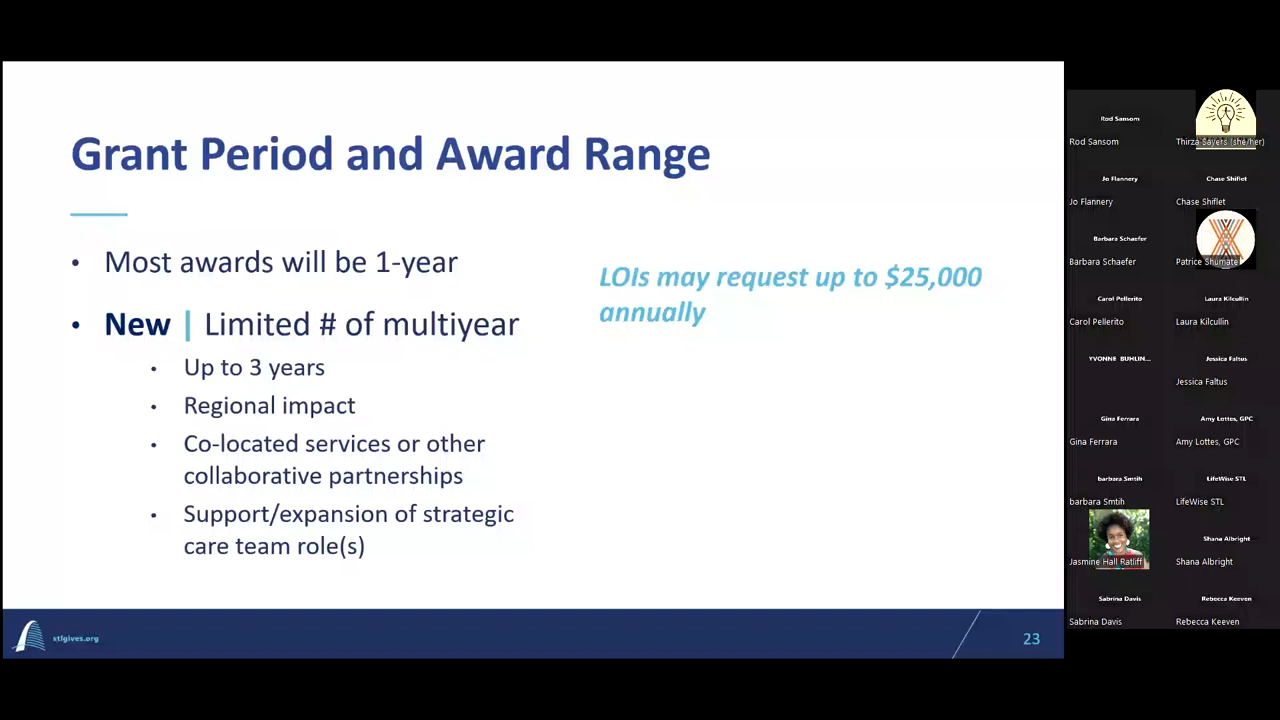 Grant Period and Award Range
• Most awards will be 1-year
• New | Limited # of multiyear
• Up to 3 years
• Regional impact
• Co-located services or other
collaborative partnerships
• Support/expansion of strategic
care team role(s)
LOIs may request up to $25,000
annually
stlgives.org
23
Rod Sansom
Rod Sansom
Thirza Sayers (she/her)
Jo Flannery
Jo Flannery
Chase Shiflet
Chase Shiflet
Barbara Schaefer
Barbara Schaefer
Patrice Shumate
Carol Pellerito
Carol Pellerito
Laura Kilcullin
Laura Kilcullin
YVONNE BUHLIN...
Jessica Faltus
Jessica Faltus
Gina Ferrara
Gina Ferrara
Amy Lottes, GPC
Amy Lottes, GPC
barbara Smtih
barbara Smtih
LifeWise STL
LifeWise STL
Jasmine Hall Ratliff
Shana Albright
Shana Albright
Sabrina Davis
Sabrina Davis
Rebecca Keeven
Rebecca Keeven